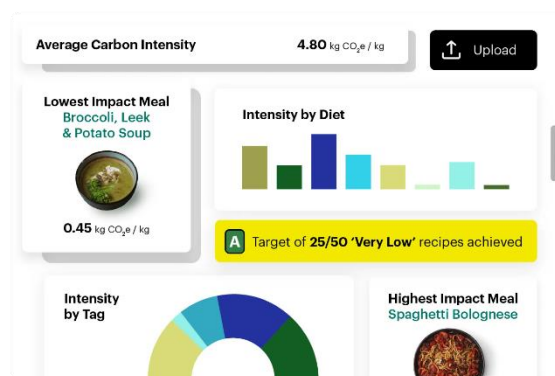 Average Carbon Intensity
4.80 kg CO₂e / kg
Upload
Lowest Impact Meal
Broccoli, Leek
& Potato Soup
0.45 kg CO₂e / kg
Intensity by Diet
A Target of 25/50 ‘Very Low’ recipes achieved
Intensity
by Tag
Highest Impact Meal
Spaghetti Bolognese